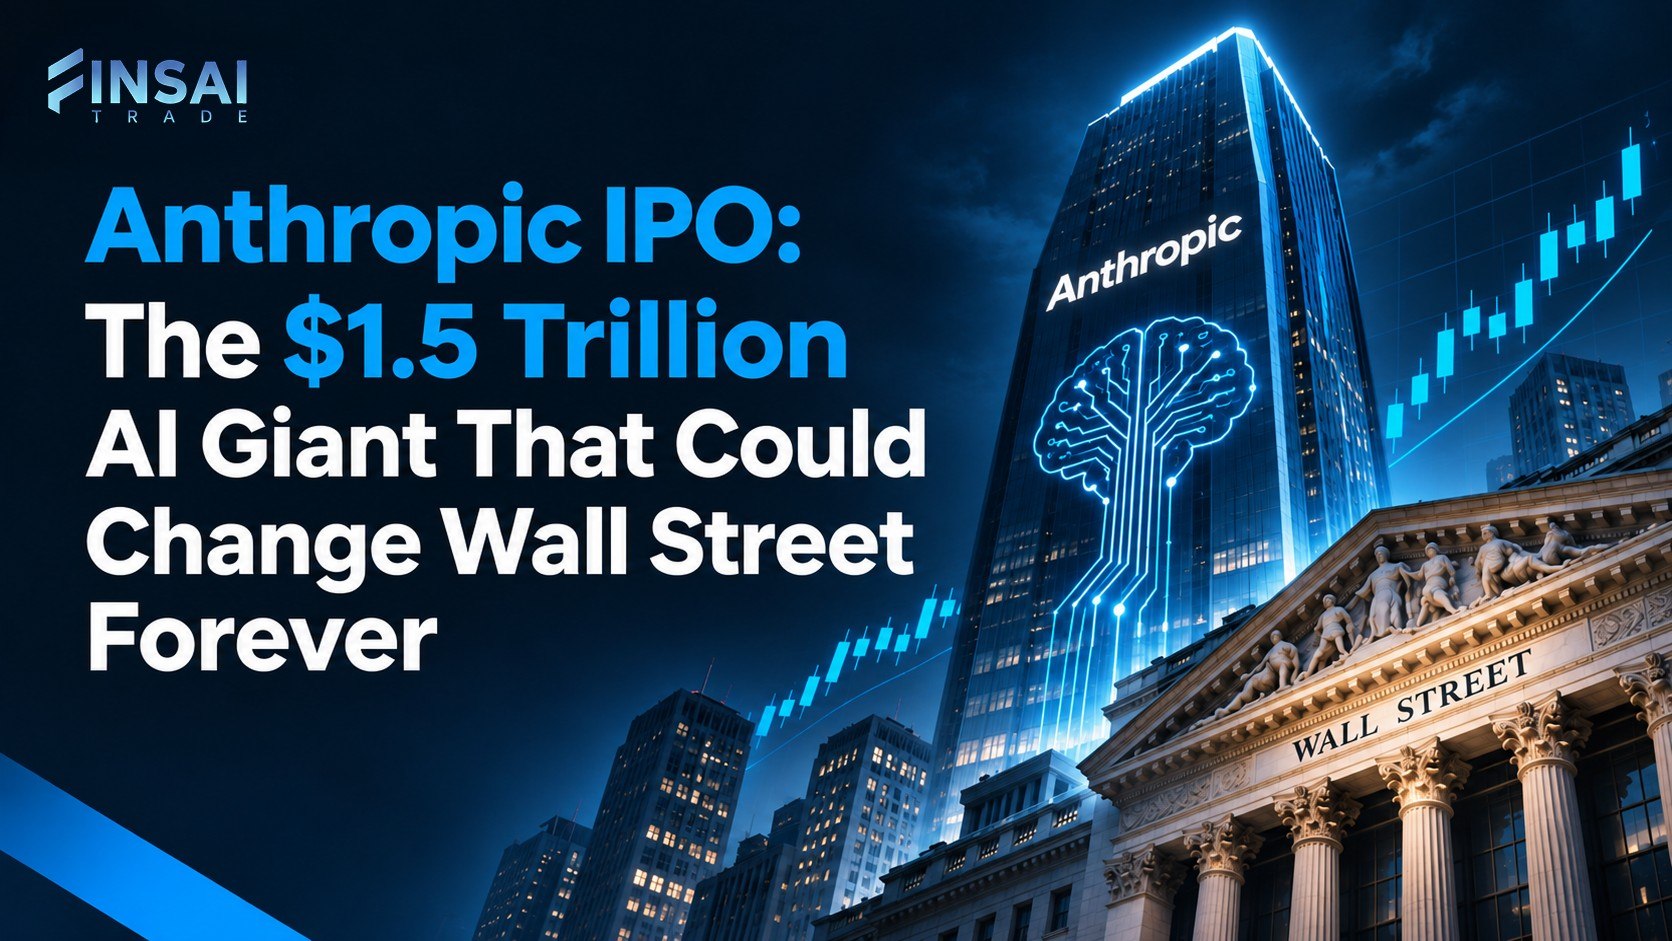 FINSAI
TRADE
Anthropic IPO:
The $1.5 Trillion
AI Giant That Could
Change Wall Street
Forever
Anthropic
WALL STREET